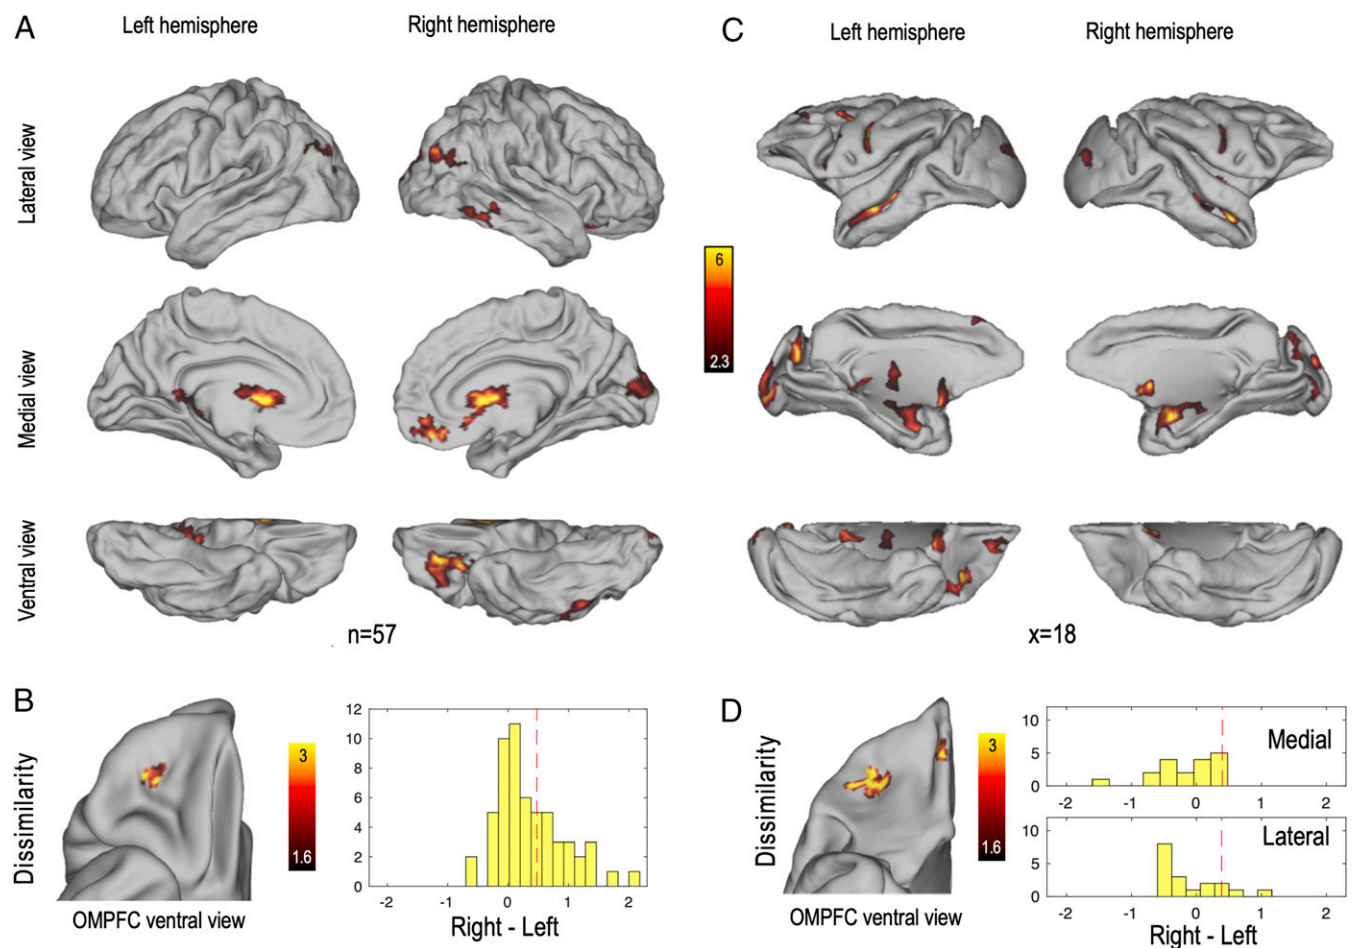 A
Left hemisphere
Right hemisphere
Lateral view
Medial view
Ventral view
n=57
C
Left hemisphere
Right hemisphere
6
2.3
x=18
B
Dissimilarity
OMPFC ventral view
3
1.6
12
10
8
6
4
2
0
-2 -1 0 1 2
Right - Left
D
Dissimilarity
OMPFC ventral view
3
1.6
10
5
0
Medial
-2 -1 0 1 2
10
5
0
Lateral
-2 -1 0 1 2
Right - Left